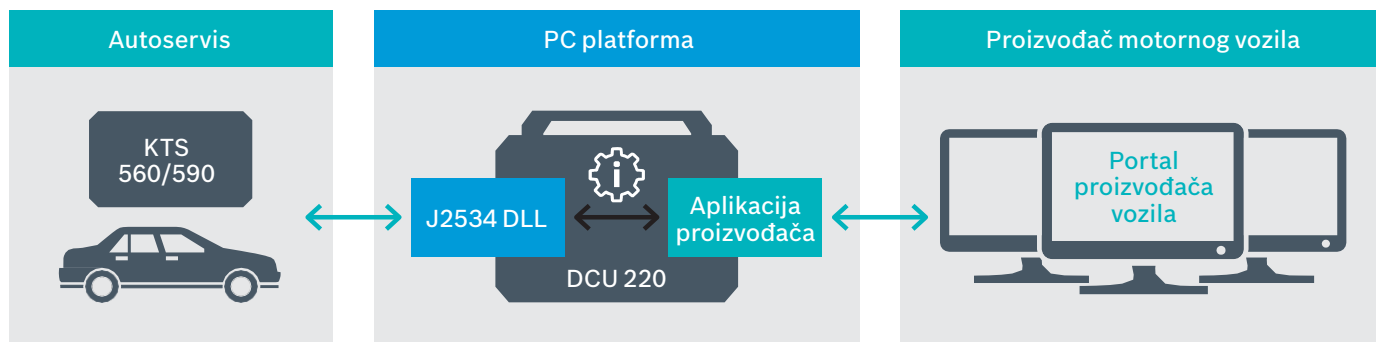 Autoservis
PC platforma
Proizvođač motornog vozila
KTS
560/590
J2534 DLL
Aplikacija
proizvođača
DCU 220
Portal
proizvođača
vozila